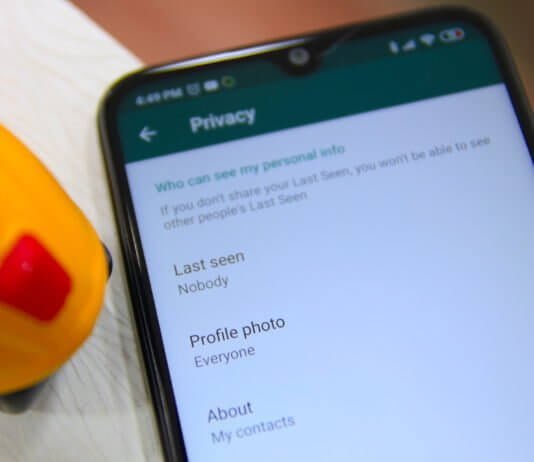 4:49 PM
Privacy
Who can see my personal info
If you don't share your Last Seen, you won't be able to see
other people's Last Seen
Last seen
Nobody
Profile photo
Everyone
About
My contacts